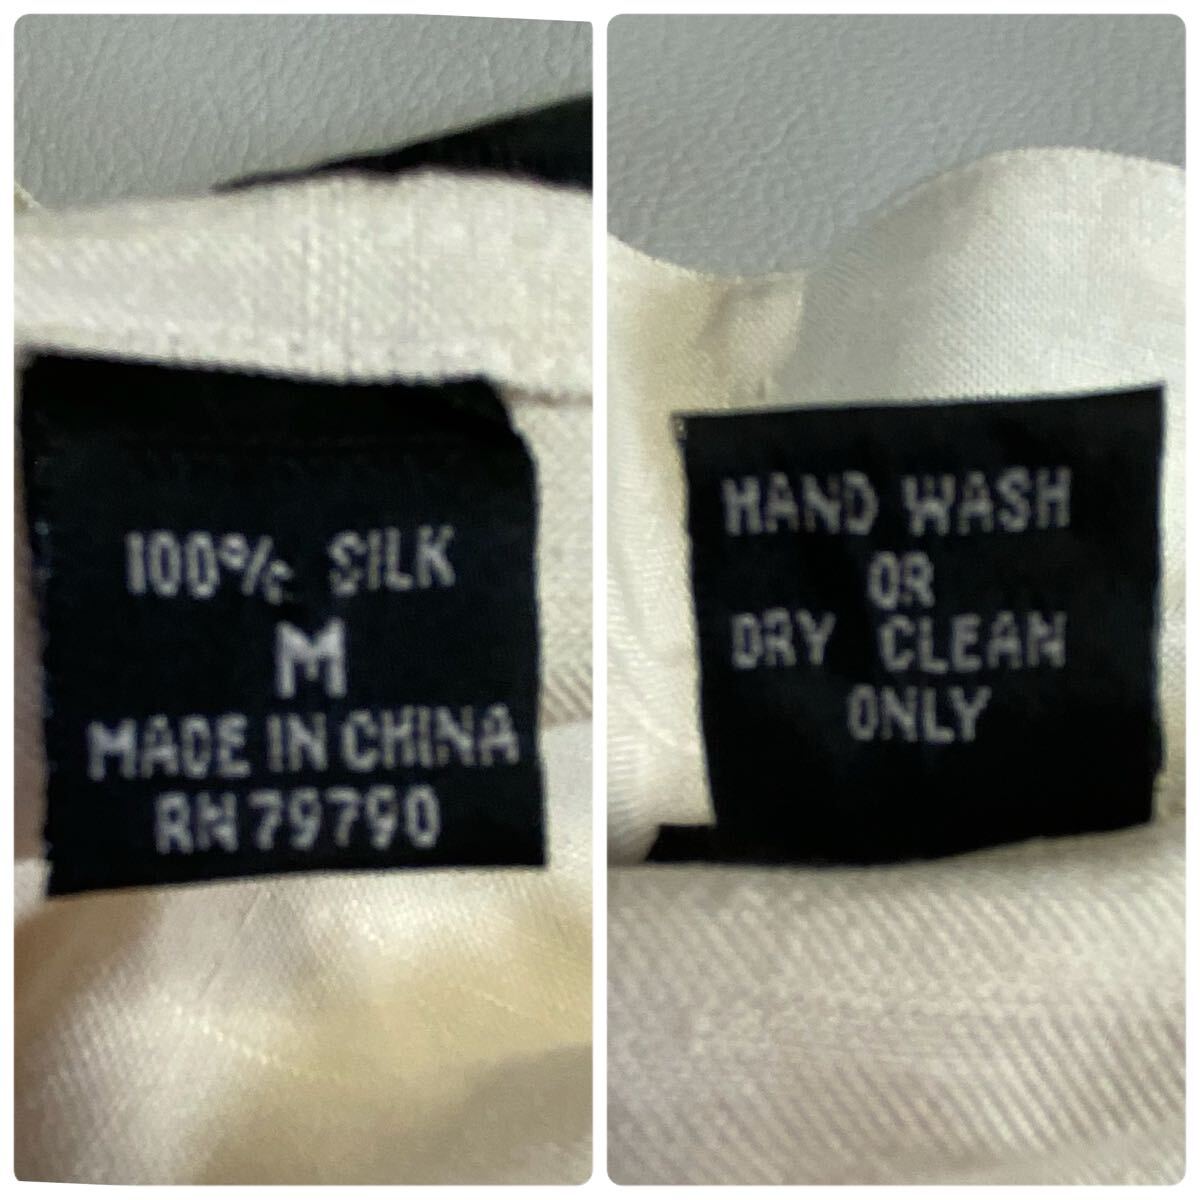 100% SILK
M
MADE IN CHINA
RN 79790
HAND WASH
OR
DRY CLEAN
ONLY